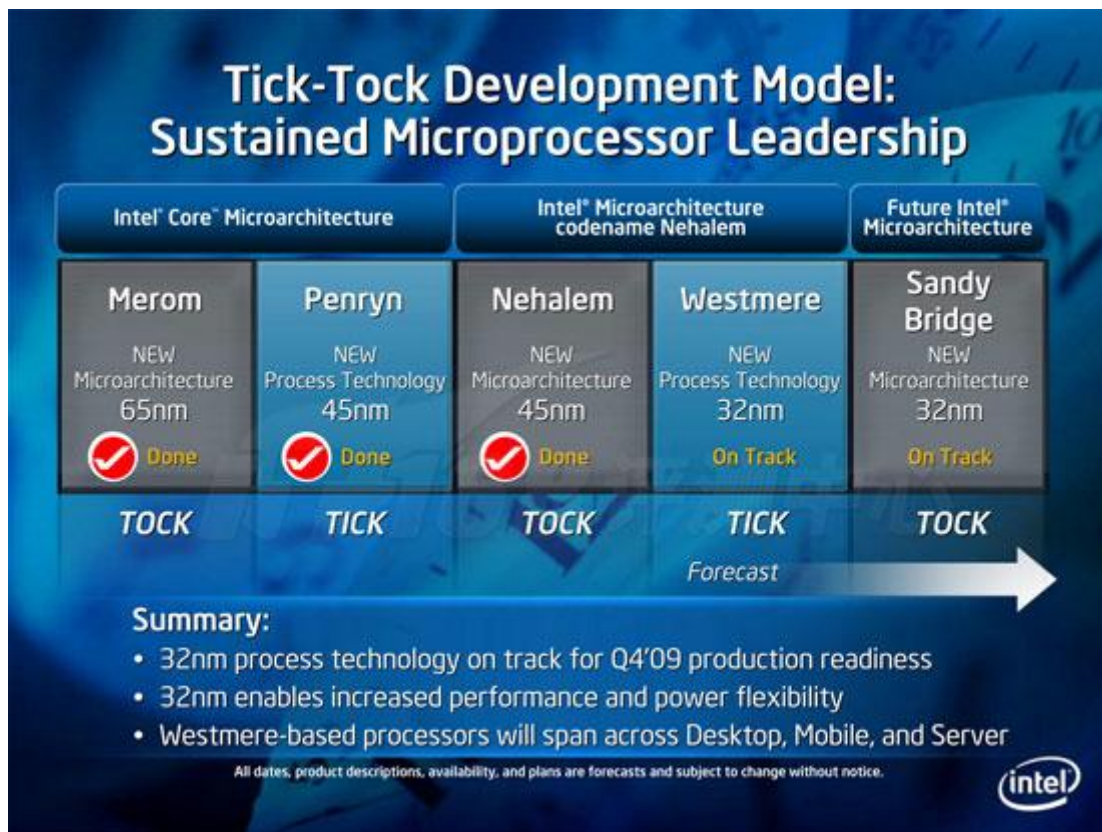 Tick-Tock Development Model:
Sustained Microprocessor Leadership
Intel® Core™ Microarchitecture
Intel® Microarchitecture
codename Nehalem
Future Intel®
Microarchitecture
Merom
NEW
Microarchitecture
65nm
Done
TOCK
Penryn
NEW
Process Technology
45nm
Done
TICK
Nehalem
NEW
Microarchitecture
45nm
Done
TOCK
Westmere
NEW
Process Technology
32nm
On Track
TICK
Sandy
Bridge
NEW
Microarchitecture
32nm
On Track
TOCK
Forecast
Summary:
• 32nm process technology on track for Q4'09 production readiness
• 32nm enables increased performance and power flexibility
• Westmere-based processors will span across Desktop, Mobile, and Server
All dates, product descriptions, availability, and plans are forecasts and subject to change without notice.
intel
10